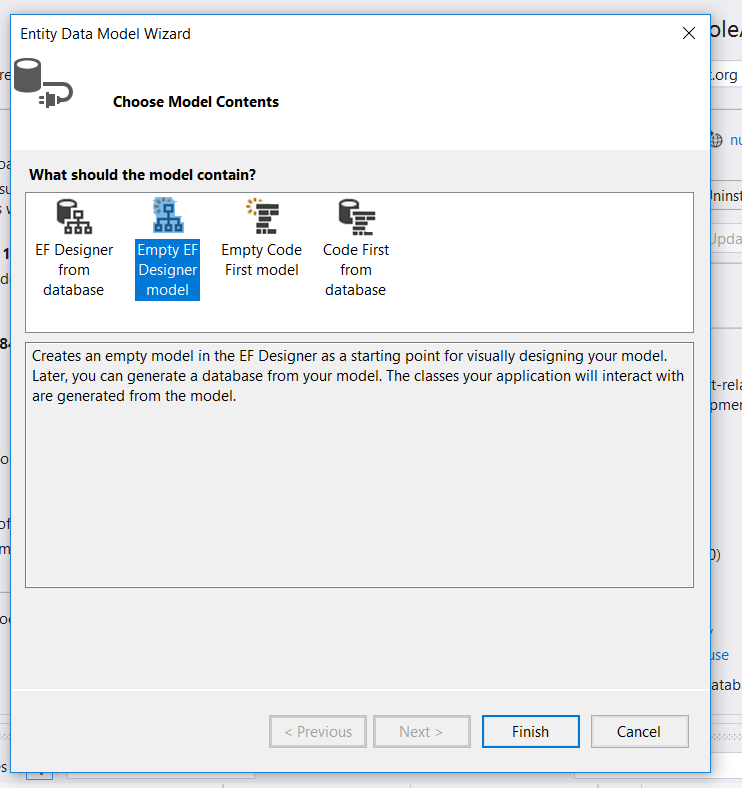 Entity Data Model Wizard
Choose Model Contents
What should the model contain?
EF Designer
from
database
Empty EF
Designer
model
Empty Code
First model
Code First
from
database
Creates an empty model in the EF Designer as a starting point for visually designing your model.
Later, you can generate a database from your model. The classes your application will interact with
are generated from the model.
< Previous
Next >
Finish
Cancel
.org